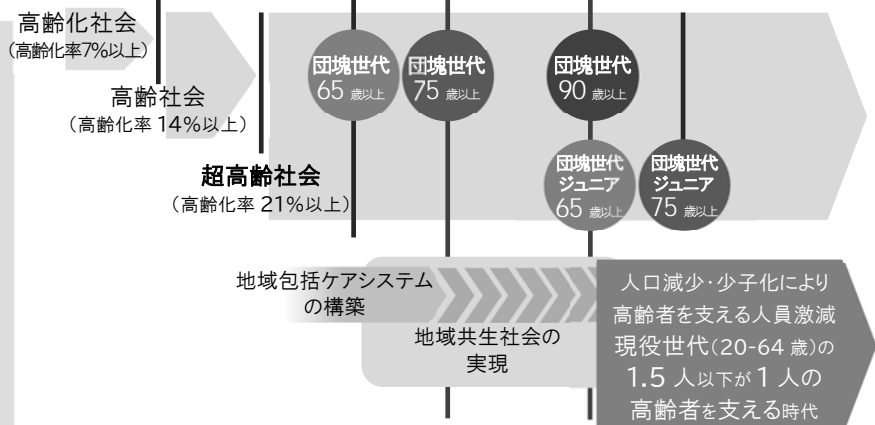 高齢化社会
（高齢化率7%以上）
高齢社会
（高齢化率 14%以上）
超高齢社会
（高齢化率 21%以上）
団塊世代
65 歳以上
団塊世代
75 歳以上
団塊世代
90 歳以上
団塊世代
ジュニア
65 歳以上
団塊世代
ジュニア
75 歳以上
地域包括ケアシステム
の構築
地域共生社会の
実現
人口減少・少子化により
高齢者を支える人員激減
現役世代（20-64 歳）の
1.5 人以下が 1 人の
高齢者を支える時代